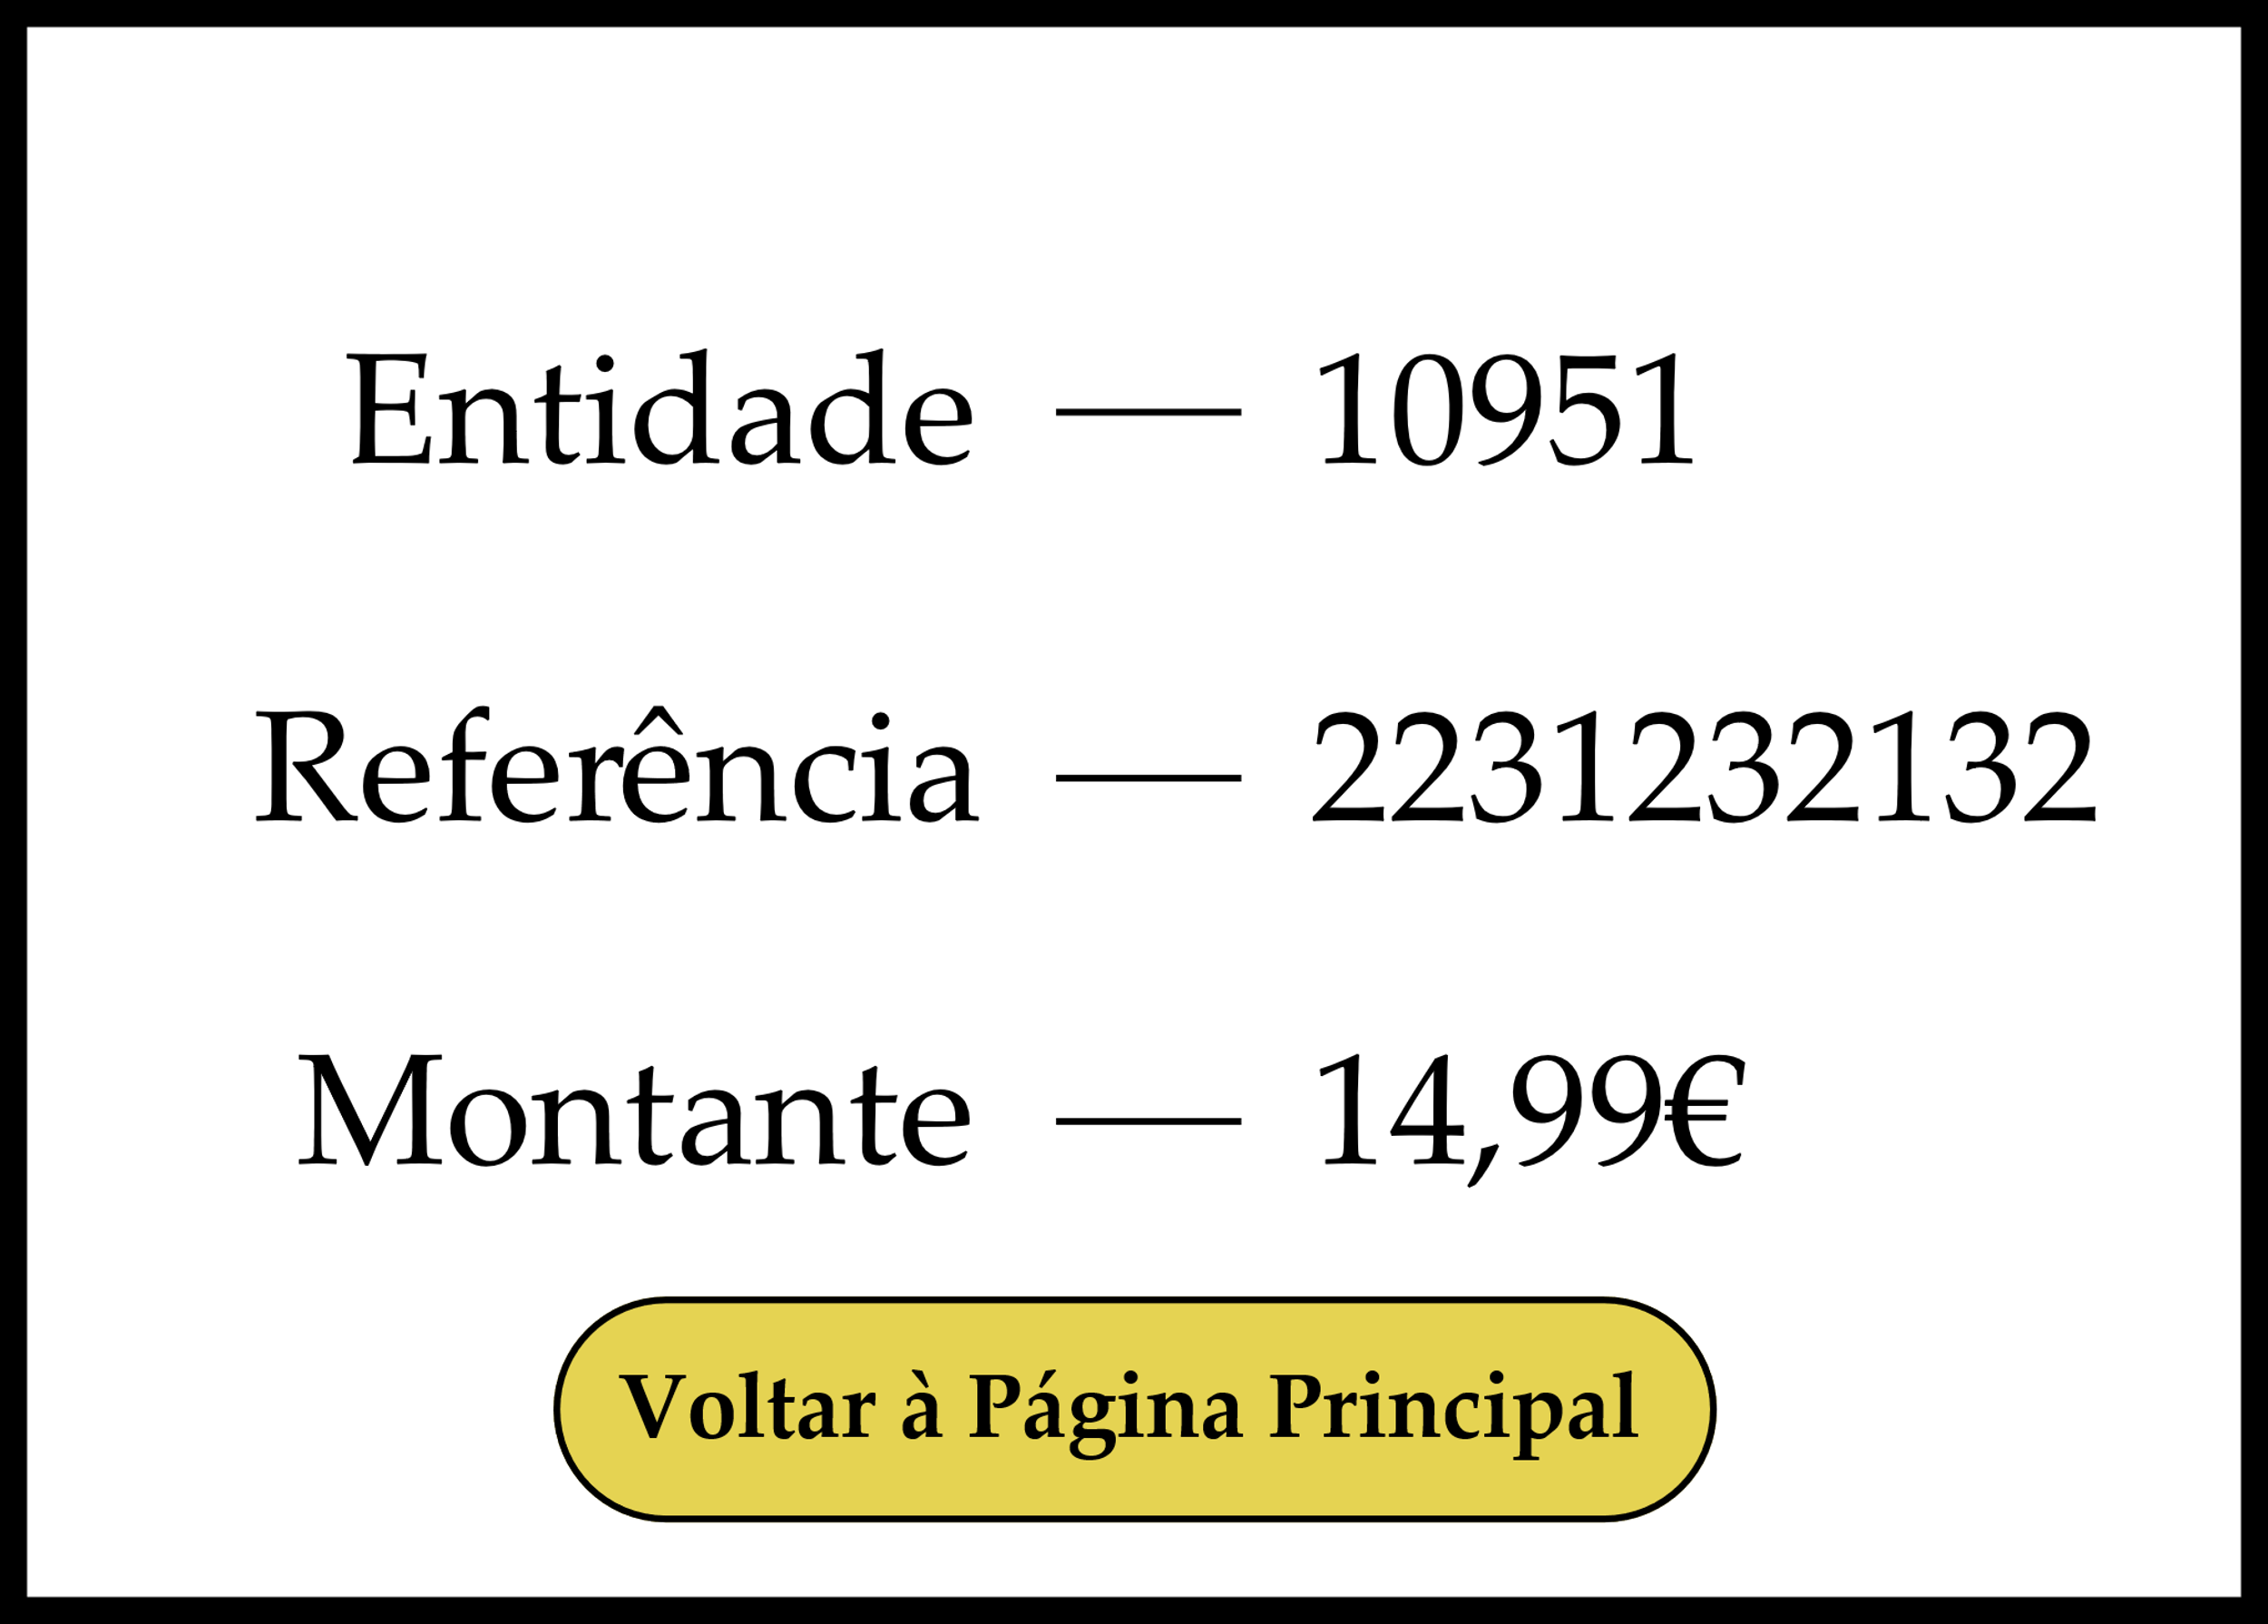 Entidade — 10951
Referência — 2231232132
Montante — 14,99€
Voltar à Página Principal